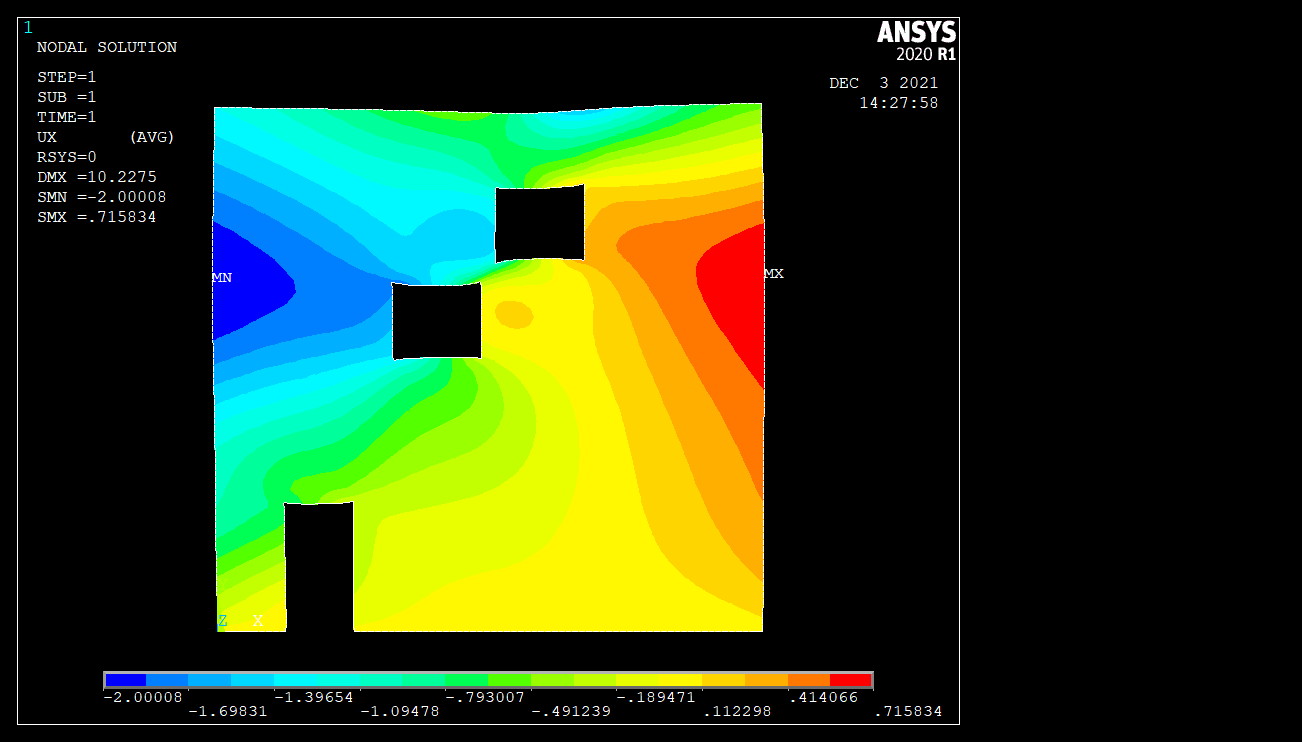 1
NODAL SOLUTION
STEP=1
SUB =1
TIME=1
UX (AVG)
RSYS=0
DMX =10.2275
SMN =-2.00008
SMX =.715834
ANSYS
2020 R1
DEC 3 2021
14:27:58
MN
MX
Z X
-2.00008 -1.39654 -.793007 -.189471 .414066
-1.69831 -1.09478 -.491239 .112298 .715834